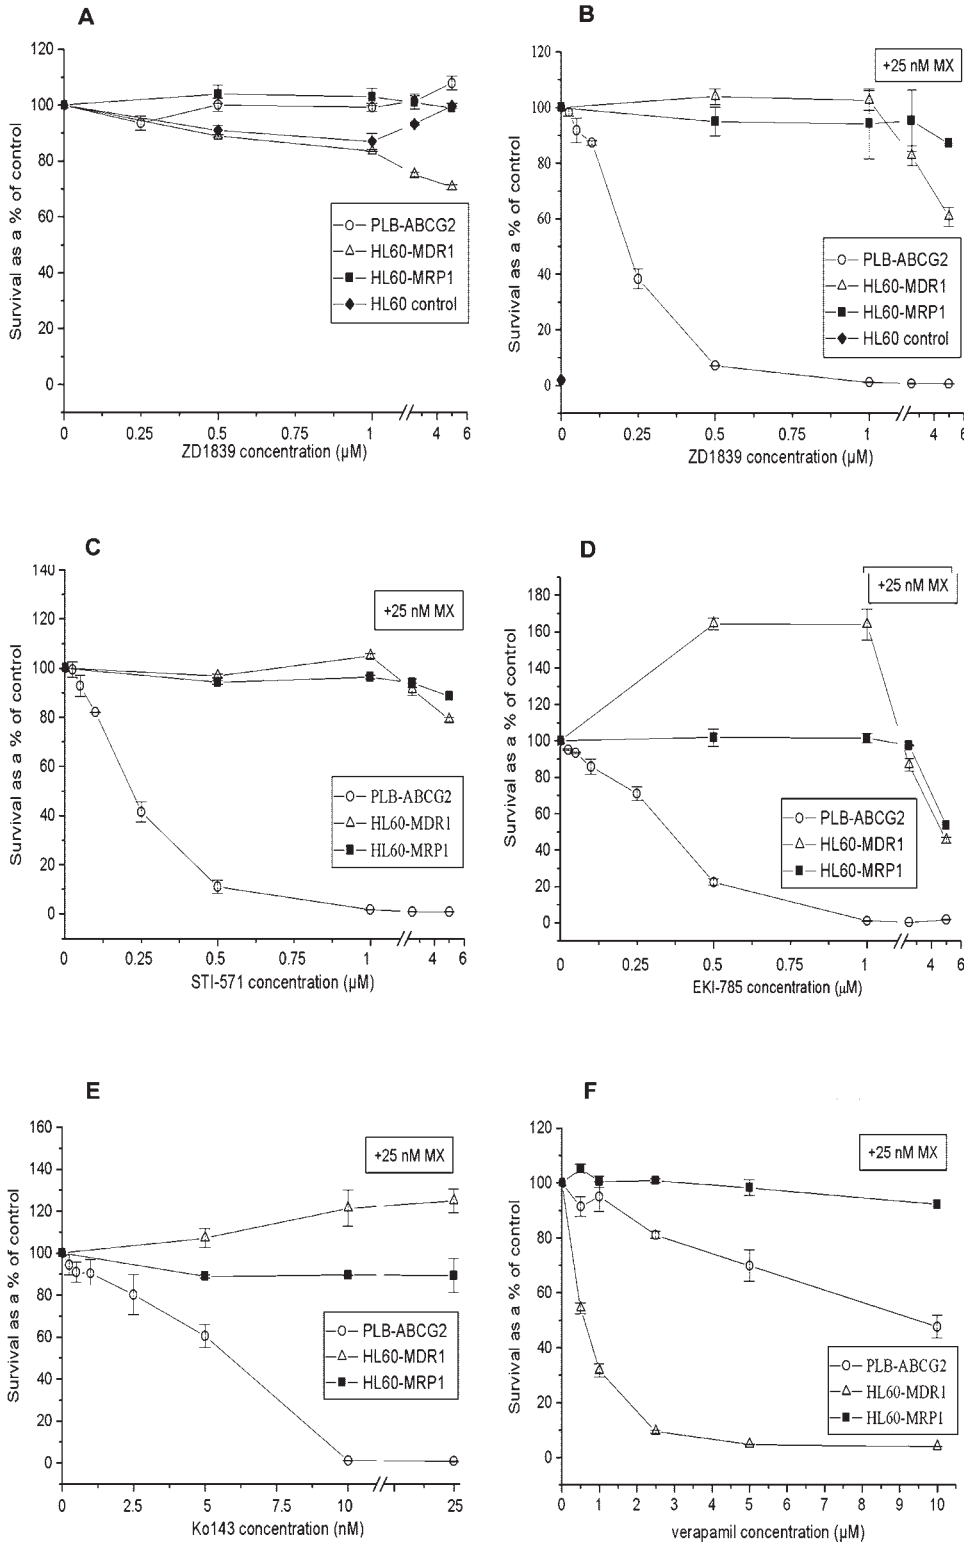 A
Survival as a % of control
120
100
80
60
40
20
0
PLB-ABCG2
HL60-MDR1
HL60-MRP1
HL60 control
0 0.25 0.5 0.75 1 4 6
ZD1839 concentration (µM)
B
Survival as a % of control
120
100
80
60
40
20
0
+25 nM MX
PLB-ABCG2
HL60-MDR1
HL60-MRP1
HL60 control
0 0.25 0.5 0.75 1 4 6
ZD1839 concentration (µM)
C
Survival as a % of control
140
120
100
80
60
40
20
0
+25 nM MX
PLB-ABCG2
HL60-MDR1
HL60-MRP1
0 0.25 0.5 0.75 1 4 6
STI-571 concentration (µM)
D
Survival as a % of control
180
160
140
120
100
80
60
40
20
0
+25 nM MX
PLB-ABCG2
HL60-MDR1
HL60-MRP1
0 0.25 0.5 0.75 1 4 6
EKI-785 concentration (µM)
E
Survival as a % of control
160
140
120
100
80
60
40
20
0
+25 nM MX
PLB-ABCG2
HL60-MDR1
HL60-MRP1
0 2.5 5 7.5 10 25
Ko143 concentration (nM)
F
Survival as a % of control
120
100
80
60
40
20
0
+25 nM MX
PLB-ABCG2
HL60-MDR1
HL60-MRP1
0 1 2 3 4 5 6 7 8 9 10
verapamil concentration (µM)